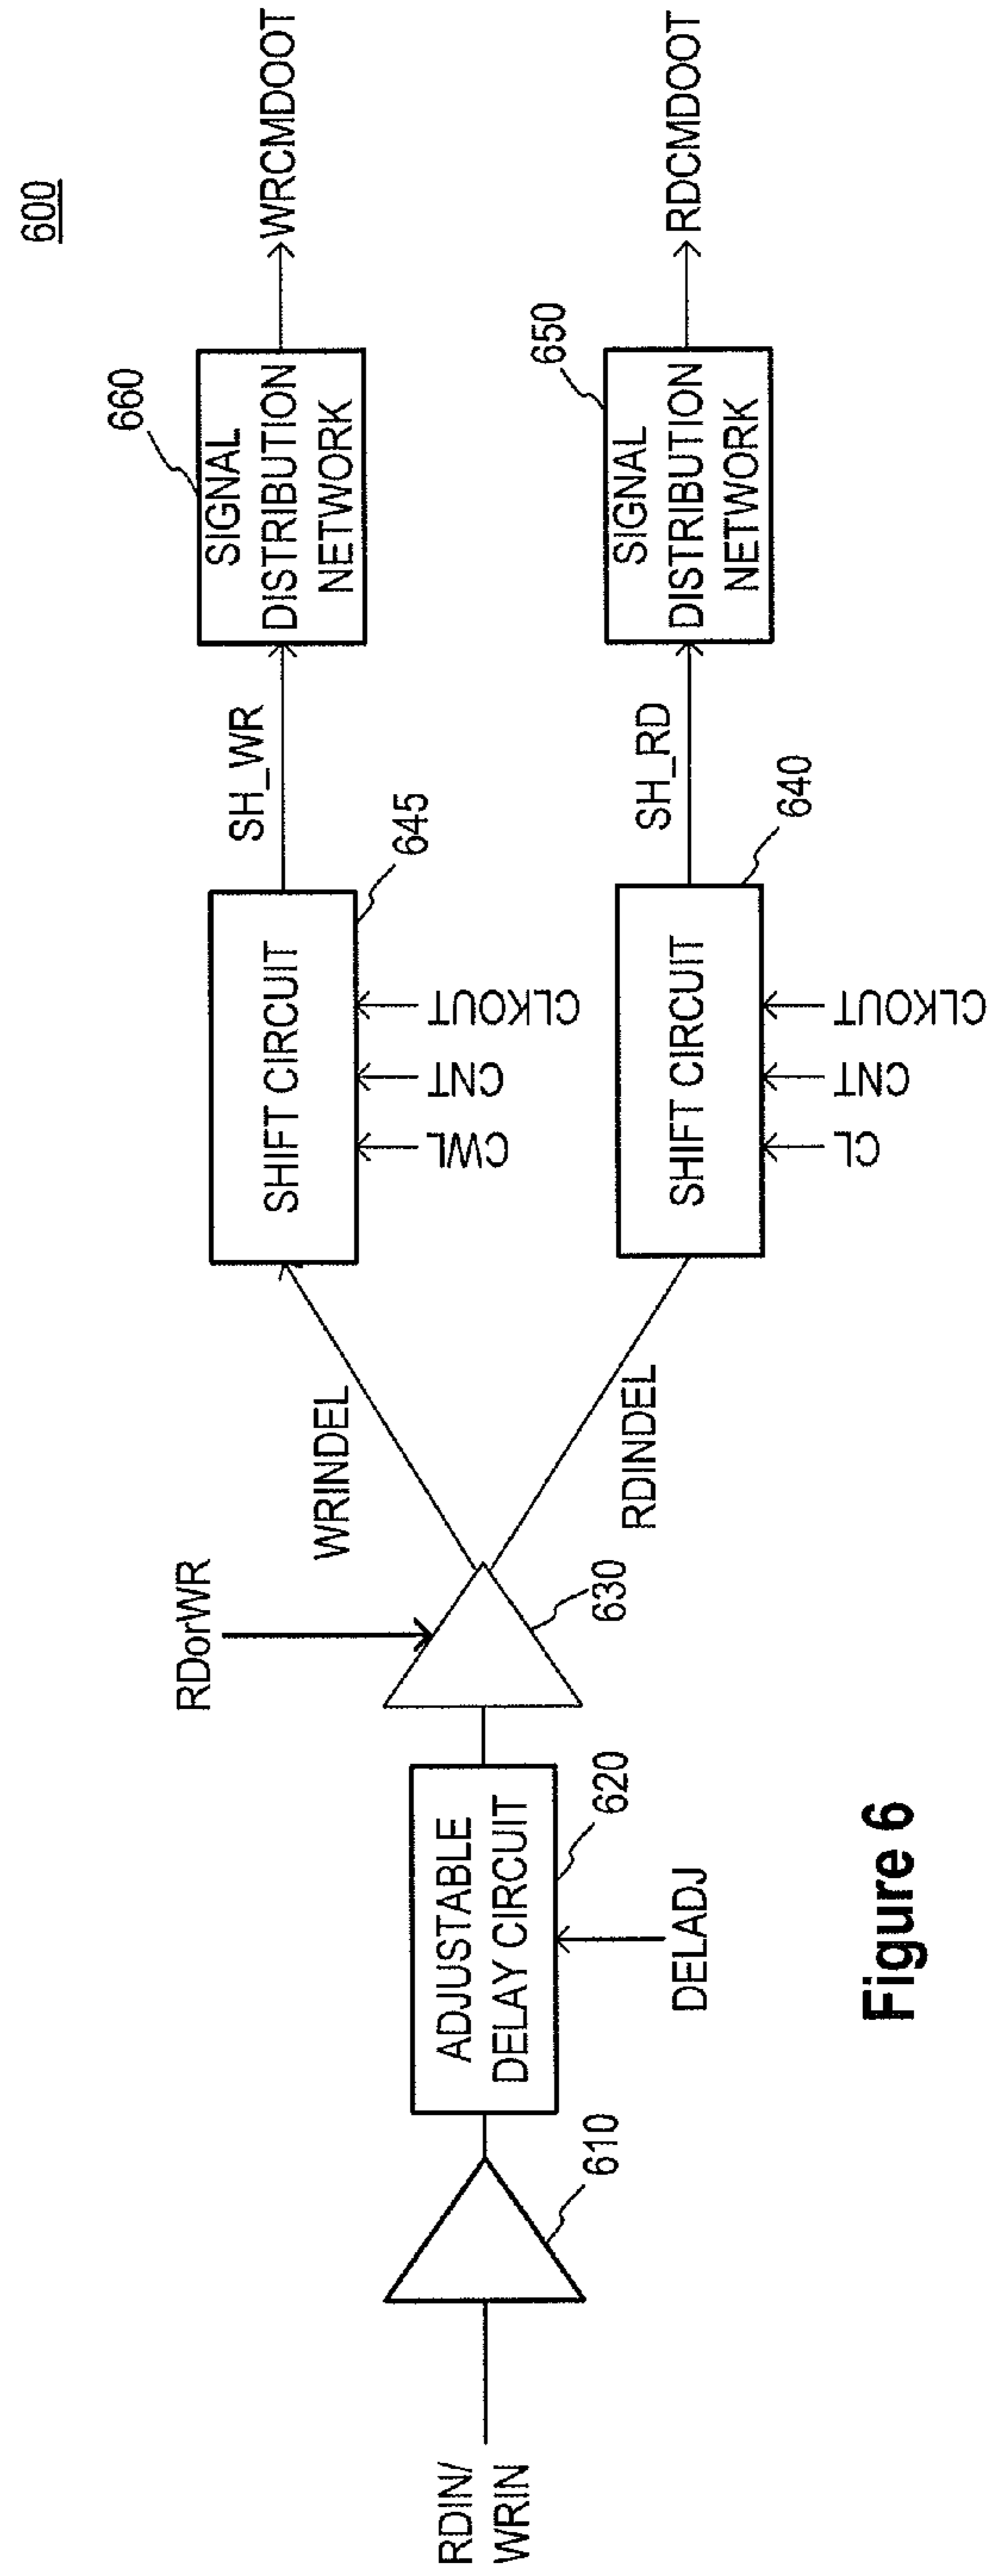 600
RDIN/
WRIN
610
ADJUSTABLE
DELAY CIRCUIT
620
DELADJ
RDorWR
630
WRINDEL
RDINDEL
SHIFT CIRCUIT
645
CWL
CNT
CLKOUT
SH_WR
SIGNAL
DISTRIBUTION
NETWORK
660
WRCMDOOT
SHIFT CIRCUIT
640
CL
CNT
CLKOUT
SH_RD
SIGNAL
DISTRIBUTION
NETWORK
650
RDCMDOOT
Figure 6